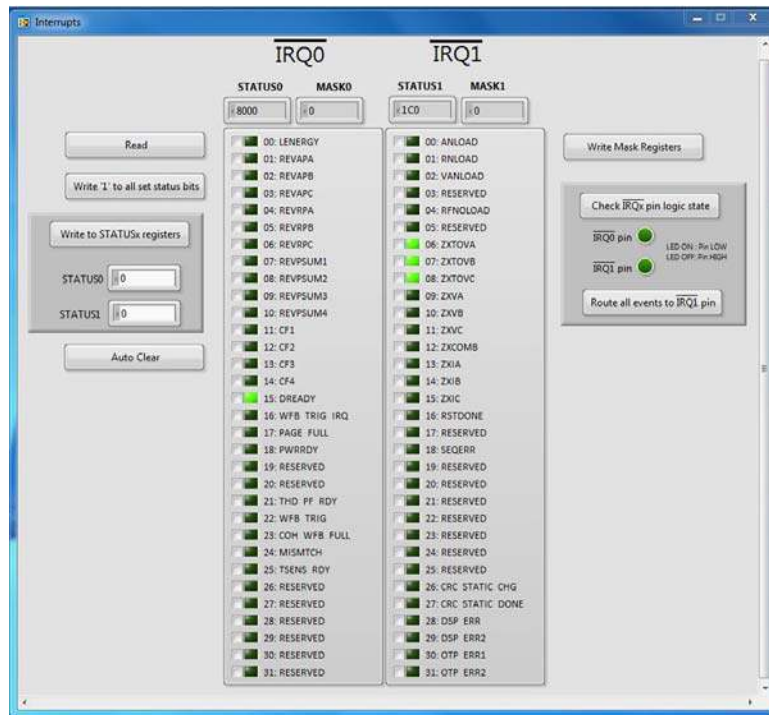 Interrupts
IRQ0
IRQ1
STATUS0 MASK0
STATUS1 MASK1
x 8000
x 0
x 1C0
x 0
Read
Write '1' to all set status bits
Write to STATUSx registers
STATUS0 x 0
STATUS1 x 0
Auto Clear
00: LENERGY
01: REVAPA
02: REVAPB
03: REVAPC
04: REVRPA
05: REVRPB
06: REVRPC
07: REVPSUM1
08: REVPSUM2
09: REVPSUM3
10: REVPSUM4
11: CF1
12: CF2
13: CF3
14: CF4
15: DREADY
16: WFB TRIG IRQ
17: PAGE FULL
18: PWRRDY
19: RESERVED
20: RESERVED
21: THD PF RDY
22: WFB TRIG
23: COH WFB FULL
24: MISMTCH
25: TSENS RDY
26: RESERVED
27: RESERVED
28: RESERVED
29: RESERVED
30: RESERVED
31: RESERVED
00: ANLOAD
01: RNLOAD
02: VANLOAD
03: RESERVED
04: RFNOLOAD
05: RESERVED
06: ZXTOVA
07: ZXTOVB
08: ZXTOVC
09: ZXVA
10: ZXVB
11: ZXVC
12: ZXCOMB
13: ZXIA
14: ZXIB
15: ZXIC
16: RSTDONE
17: RESERVED
18: SEQERR
19: RESERVED
20: RESERVED
21: RESERVED
22: RESERVED
23: RESERVED
24: RESERVED
25: RESERVED
26: CRC STATIC CHG
27: CRC STATIC DONE
28: DSP ERR
29: DSP ERR2
30: OTP ERR1
31: OTP ERR2
Write Mask Registers
Check IRQx pin logic state
IRQ0 pin
IRQ1 pin
LED ON : Pin LOW
LED OFF: Pin HIGH
Route all events to IRQ1 pin